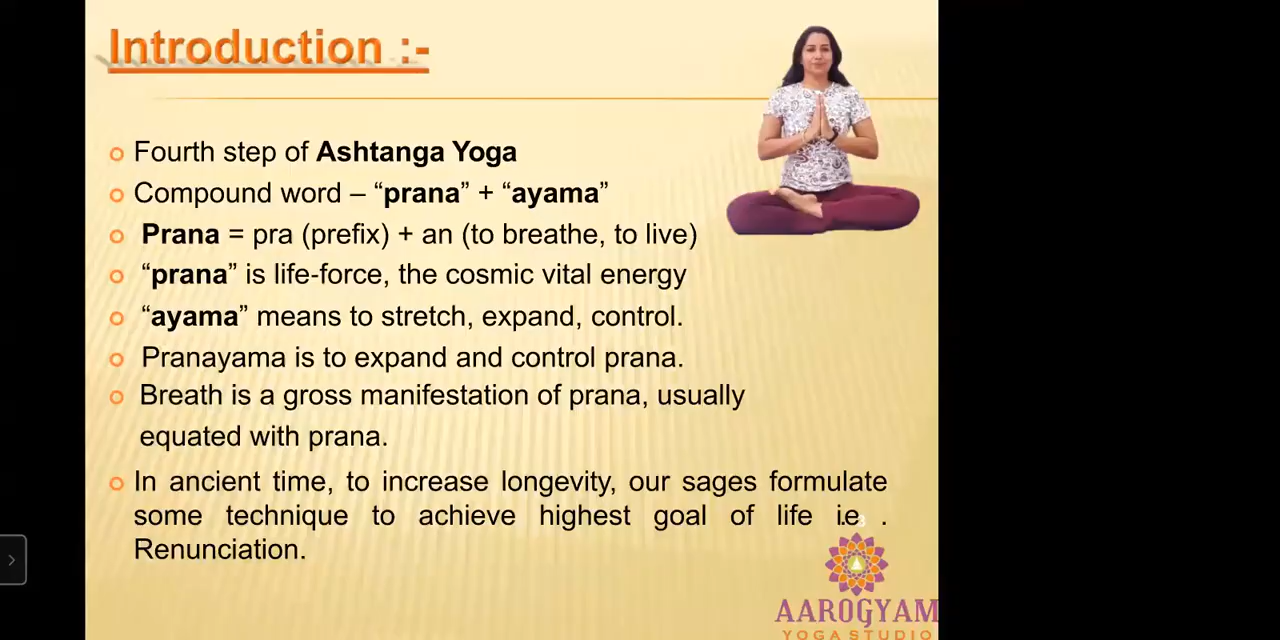 Introduction :-
Fourth step of Ashtanga Yoga
Compound word – “prana” + “ayama”
Prana = pra (prefix) + an (to breathe, to live)
“prana” is life-force, the cosmic vital energy
“ayama” means to stretch, expand, control.
Pranayama is to expand and control prana.
Breath is a gross manifestation of prana, usually
equated with prana.
In ancient time, to increase longevity, our sages formulate
some technique to achieve highest goal of life i.e .
3
Renunciation.
AAROGYAM
YOGA STUDIO